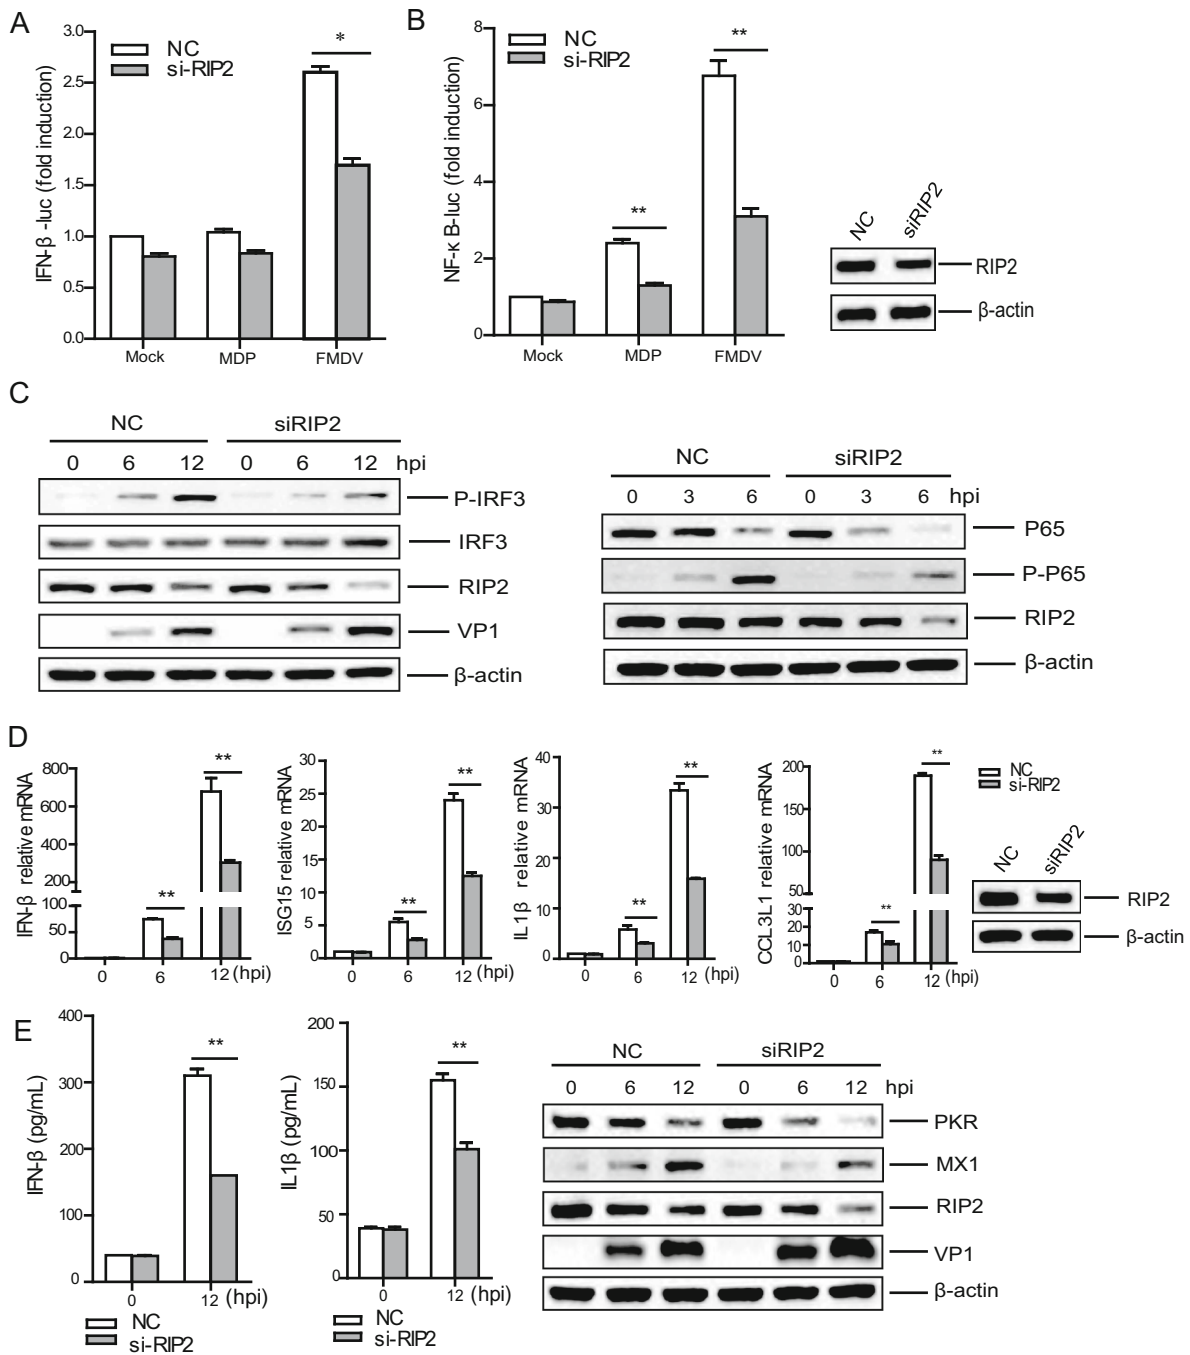 A
IFN-β -luc (fold induction)
3.0
2.5
2.0
1.5
1.0
0.5
0.0
NC
si-RIP2
*
Mock
MDP
FMDV
B
NF-κ B-luc (fold induction)
8
6
4
2
0
NC
si-RIP2
**
**
Mock
MDP
FMDV
NC siRIP2
RIP2
β-actin
C
NC siRIP2
0 6 12 0 6 12 hpi
P-IRF3
IRF3
RIP2
VP1
β-actin
NC siRIP2
0 3 6 0 3 6 hpi
P65
P-P65
RIP2
β-actin
D
IFN-β relative mRNA
800
600
400
200
100
50
0
**
**
0 6 12 (hpi)
ISG15 relative mRNA
30
25
20
15
10
5
0
**
**
0 6 12 (hpi)
IL1β relative mRNA
40
30
20
10
0
**
**
0 6 12 (hpi)
CCL3L1 relative mRNA
200
150
100
50
30
20
10
0
**
**
0 6 12 (hpi)
NC
si-RIP2
NC siRIP2
RIP2
β-actin
E
IFN-β (pg/mL)
400
300
200
100
0
**
0 12 (hpi)
NC
si-RIP2
IL1β (pg/mL)
200
150
100
50
0
**
0 12 (hpi)
NC
si-RIP2
NC siRIP2
0 6 12 0 6 12 hpi
PKR
MX1
RIP2
VP1
β-actin